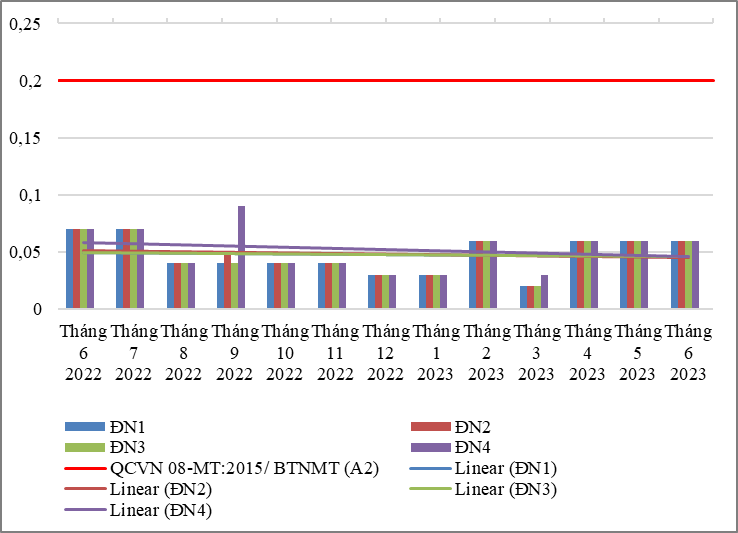 0,25
0,2
0,15
0,1
0,05
0
Tháng 6 2022
Tháng 7 2022
Tháng 8 2022
Tháng 9 2022
Tháng 10 2022
Tháng 11 2022
Tháng 12 2022
Tháng 1 2023
Tháng 2 2023
Tháng 3 2023
Tháng 4 2023
Tháng 5 2023
Tháng 6 2023
ĐN1
ĐN2
ĐN3
ĐN4
QCVN 08-MT:2015/ BTNMT (A2)
Linear (ĐN1)
Linear (ĐN2)
Linear (ĐN3)
Linear (ĐN4)